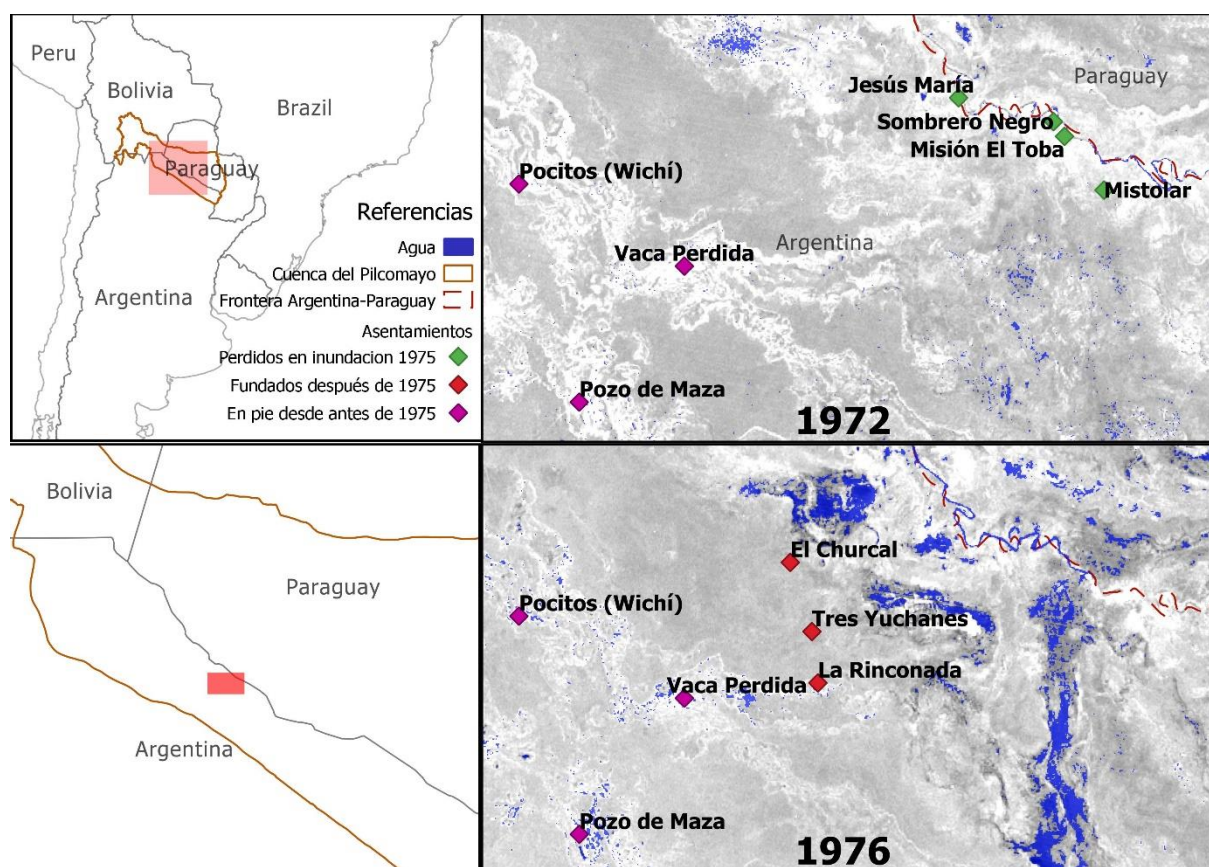 Peru
Bolivia
Brazil
Paraguay
Argentina
Referencias
Agua
Cuenca del Pilcomayo
Frontera Argentina-Paraguay
Asentamientos
Perdidos en inundacion 1975
Fundados después de 1975
En pie desde antes de 1975
Paraguay
Jesús María
Sombrero Negro
Misión El Toba
Pocitos (Wichí)
Mistolar
Argentina
Vaca Perdida
Pozo de Maza
1972
Bolivia
Paraguay
Argentina
El Churcal
Pocitos (Wichí)
Tres Yuchanes
La Rinconada
Vaca Perdida
Pozo de Maza
1976